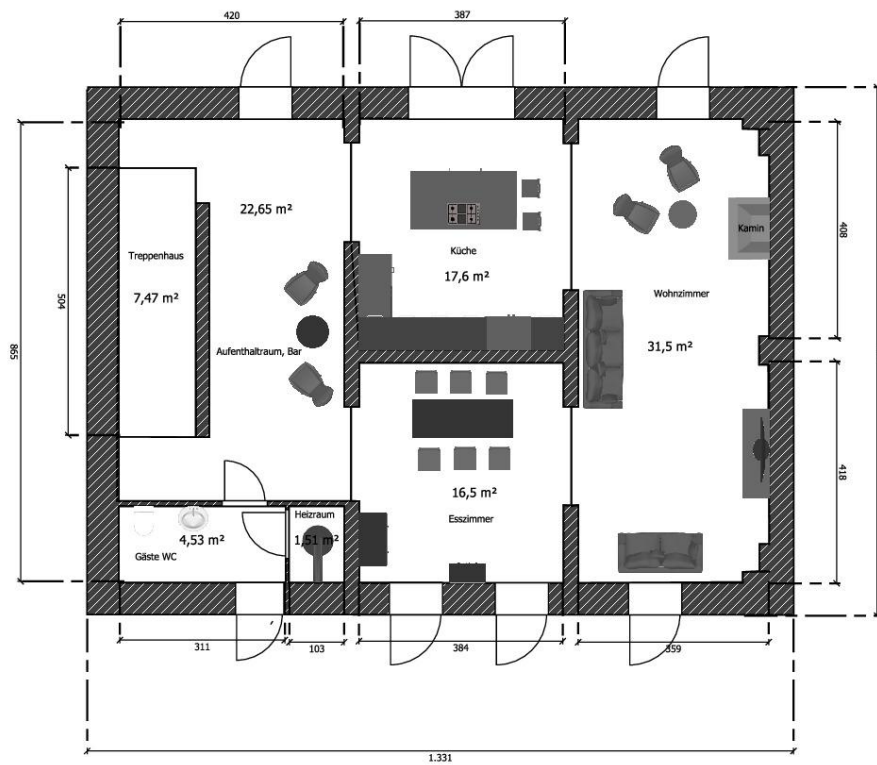 420
387
22,65 m²
Treppenhaus
7,47 m²
Küche
17,6 m²
Kamin
Wohnzimmer
31,5 m²
408
504
865
Aufenthaltraum, Bar
418
16,5 m²
Esszimmer
Heizraum
1,51 m²
4,53 m²
Gäste WC
311
103
384
359
1.331